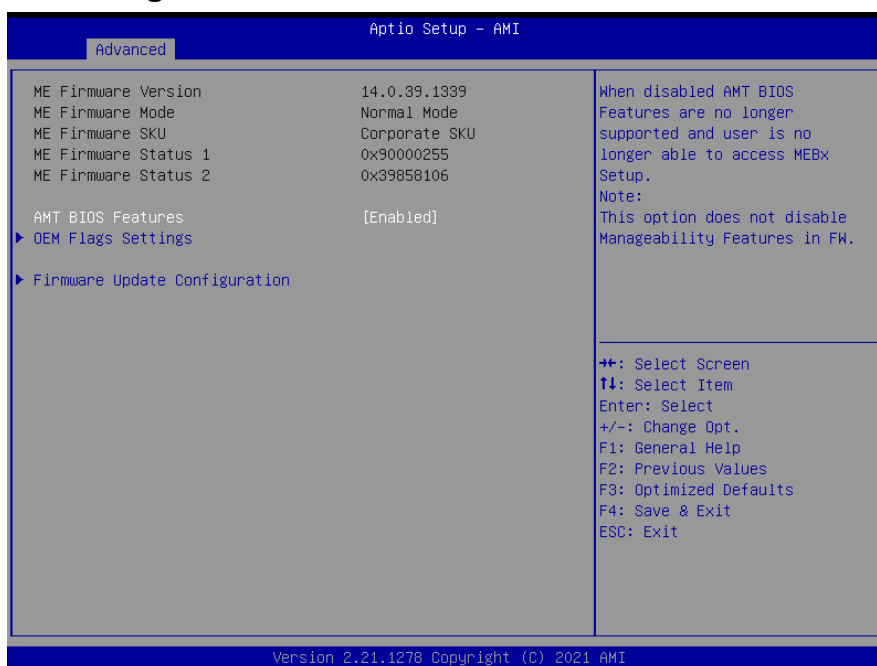 Aptio Setup - AMI
Advanced
ME Firmware Version 14.0.39.1339
ME Firmware Mode Normal Mode
ME Firmware SKU Corporate SKU
ME Firmware Status 1 0x90000255
ME Firmware Status 2 0x39858106
AMT BIOS Features [Enabled]
OEM Flags Settings
Firmware Update Configuration
When disabled AMT BIOS
Features are no longer
supported and user is no
longer able to access MEBx
Setup.
Note:
This option does not disable
Manageability Features in FW.
→←: Select Screen
↑↓: Select Item
Enter: Select
+/-: Change Opt.
F1: General Help
F2: Previous Values
F3: Optimized Defaults
F4: Save & Exit
ESC: Exit
Version 2.21.1278 Copyright (C) 2021 AMI